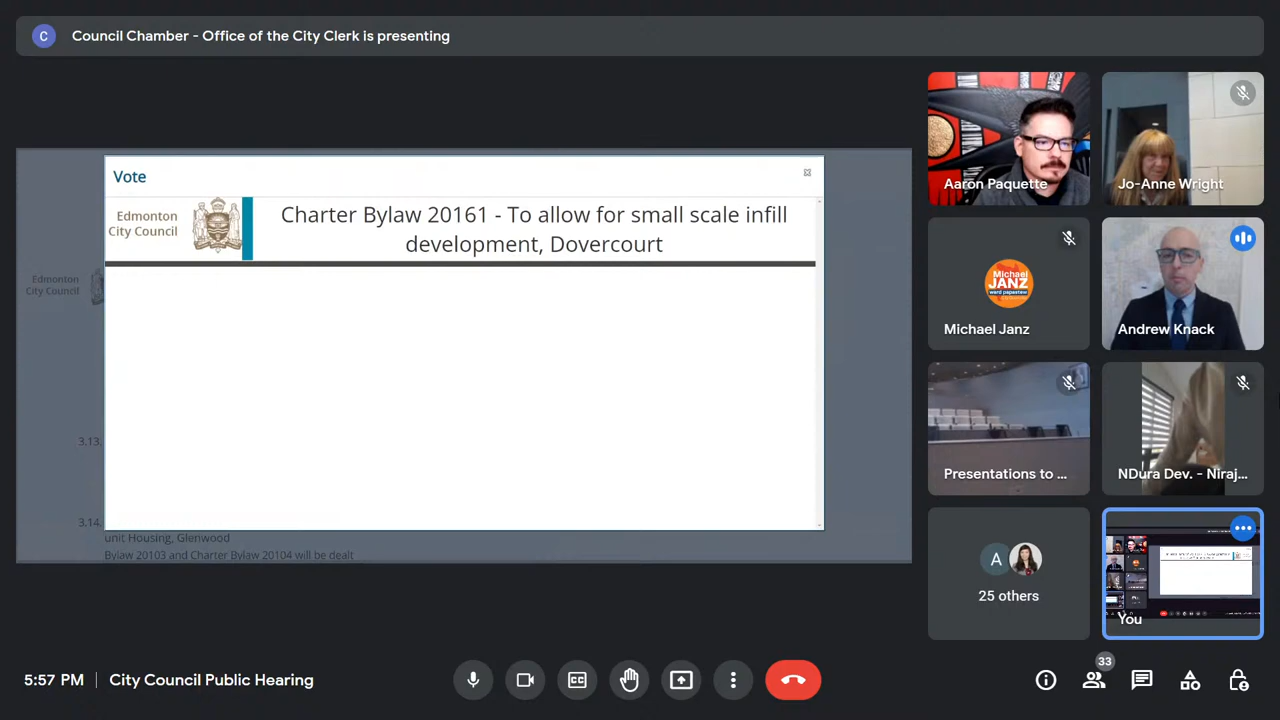 C
Council Chamber - Office of the City Clerk is presenting
Vote
Edmonton
City Council
Charter Bylaw 20161 - To allow for small scale infill
development, Dovercourt
Edmonton
City Council
3.13.
3.14.
unit Housing, Glenwood
Bylaw 20103 and Charter Bylaw 20104 will be dealt
Aaron Paquette
Jo-Anne Wright
Michael
JANZ
ward papastew
Michael Janz
Andrew Knack
Presentations to ...
NDura Dev. - Niraj...
A
25 others
You
5:57 PM
City Council Public Hearing
33